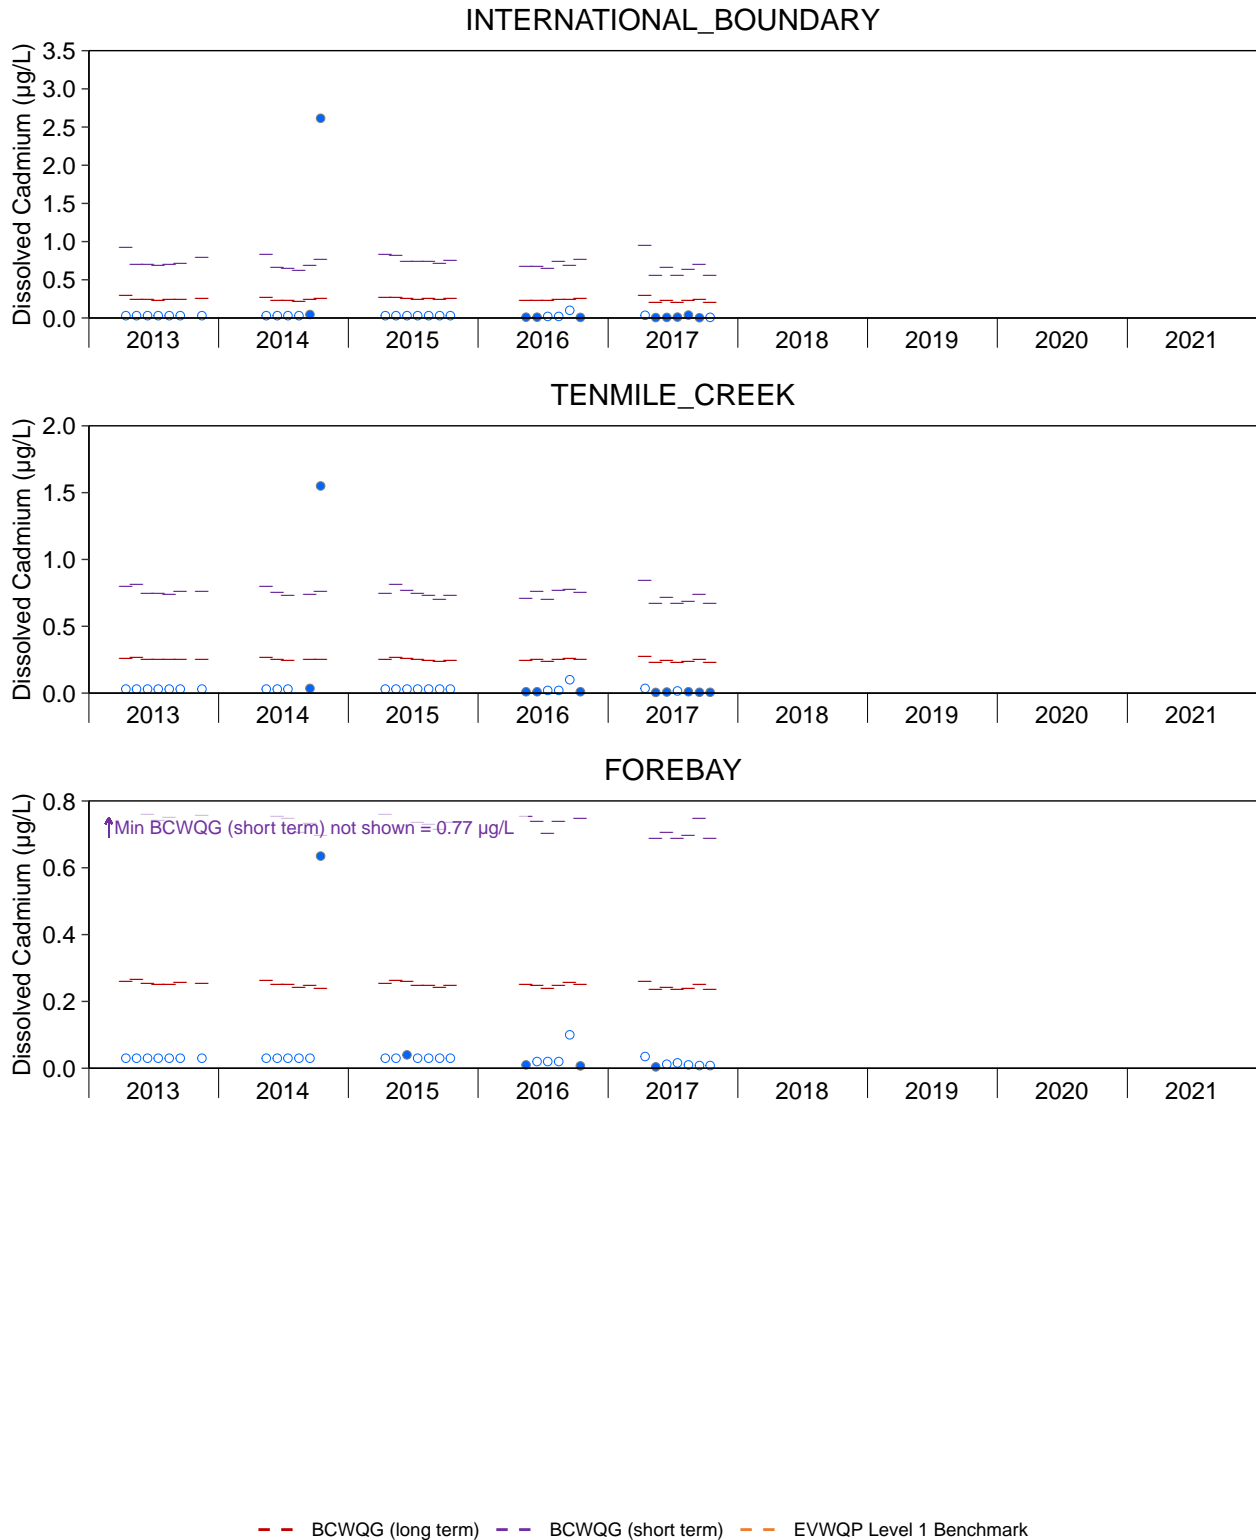 INTERNATIONAL_BOUNDARY
Dissolved Cadmium (µg/L)
3.5
3.0
2.5
2.0
1.5
1.0
0.5
0.0
2013 2014 2015 2016 2017 2018 2019 2020 2021
TENMILE_CREEK
Dissolved Cadmium (µg/L)
2.0
1.5
1.0
0.5
0.0
2013 2014 2015 2016 2017 2018 2019 2020 2021
FOREBAY
Dissolved Cadmium (µg/L)
0.8
Min BCWQG (short term) not shown = 0.77 µg/L
0.6
0.4
0.2
0.0
2013 2014 2015 2016 2017 2018 2019 2020 2021
BCWQG (long term) BCWQG (short term) EVWQP Level 1 Benchmark